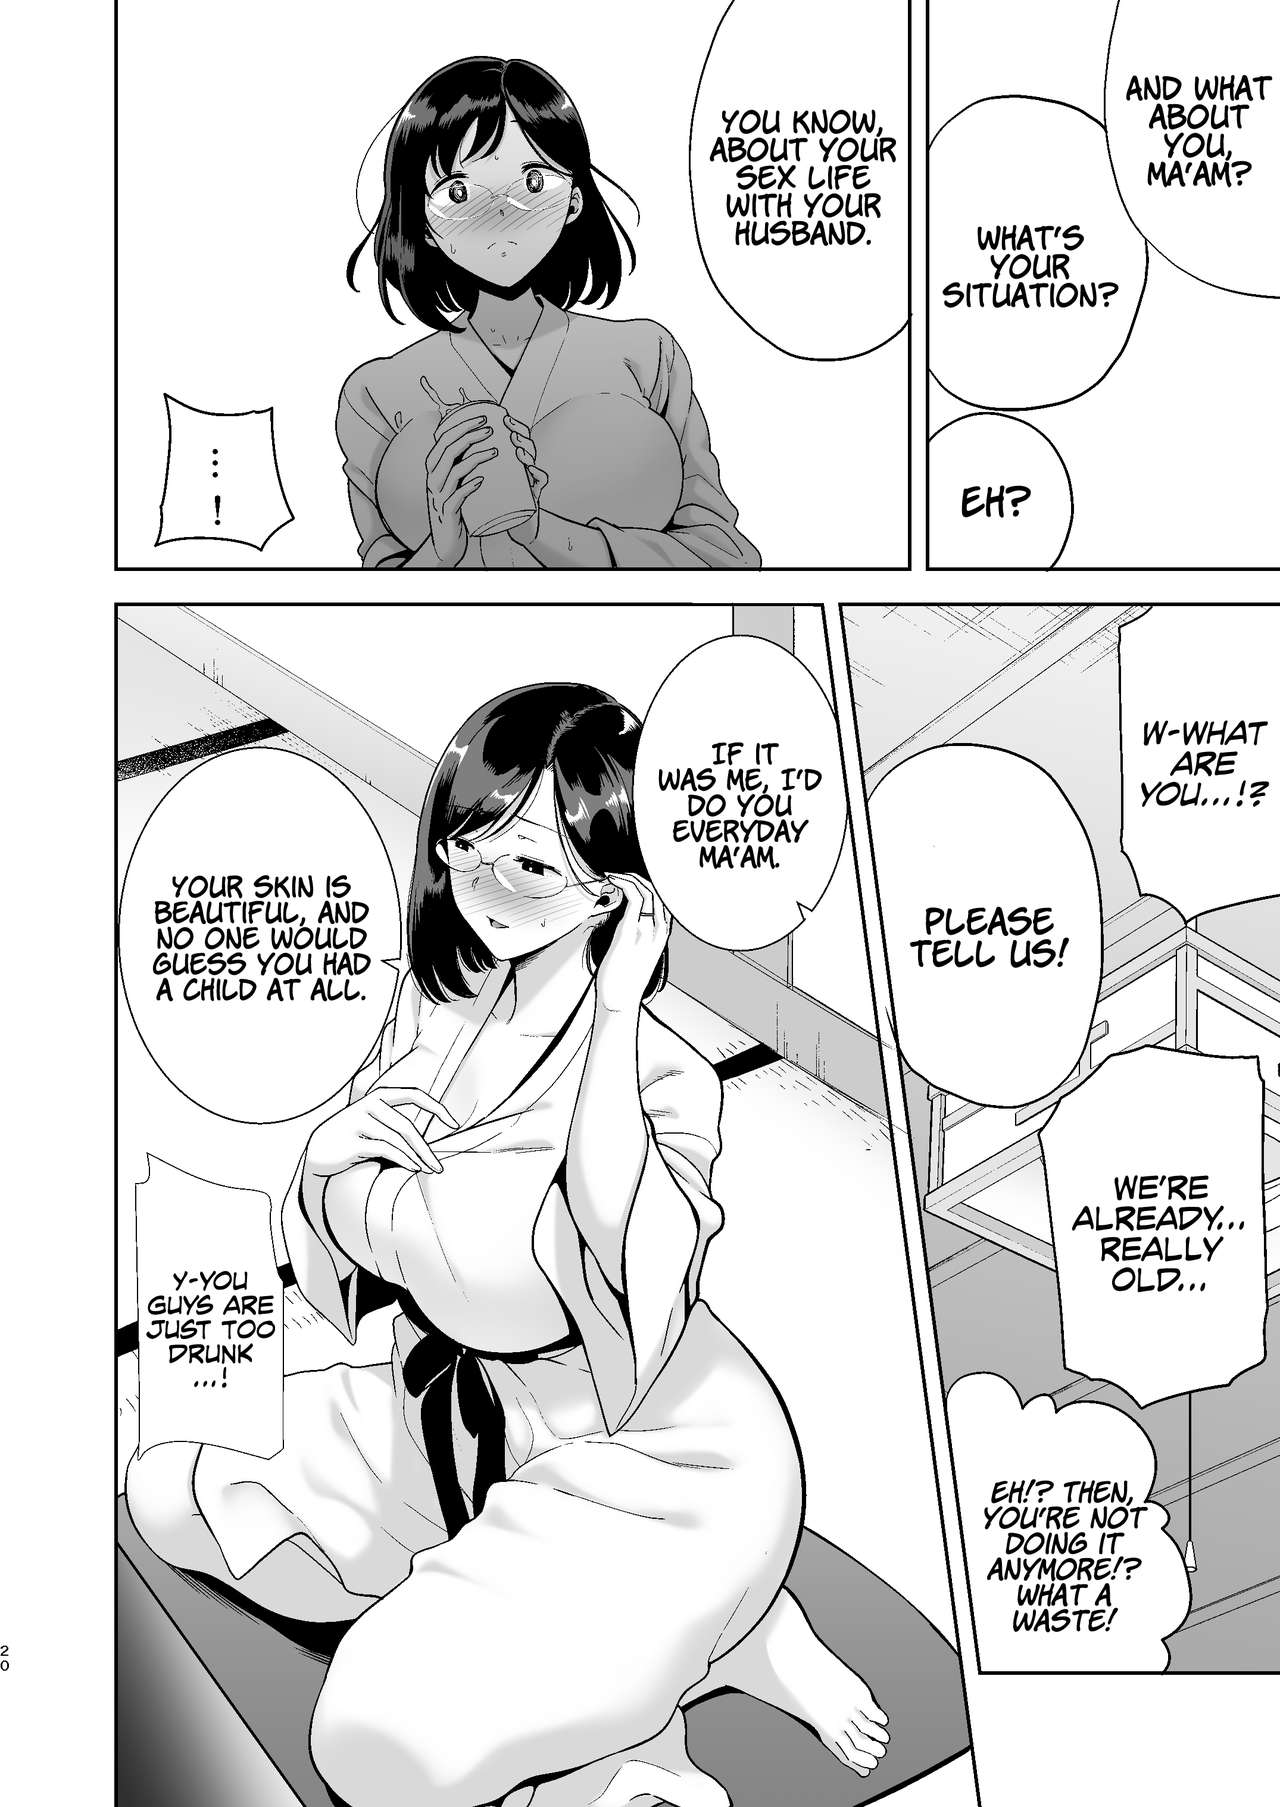 AND WHAT
ABOUT
YOU,
MA'AM?
WHAT'S
YOUR
SITUATION?
EH?
YOU KNOW,
ABOUT YOUR
SEX LIFE
WITH YOUR
HUSBAND.
…!
W-WHAT
ARE
YOU...!?
PLEASE
TELL US!
WE'RE
ALREADY...
REALLY
OLD...
EH!? THEN,
YOU'RE NOT
DOING IT
ANYMORE!?
WHAT A
WASTE!
IF IT
WAS ME, I'D
DO YOU
EVERYDAY
MA'AM.
YOUR SKIN IS
BEAUTIFUL, AND
NO ONE WOULD
GUESS YOU HAD
A CHILD AT ALL.
Y-YOU
GUYS ARE
JUST TOO
DRUNK
...!
20